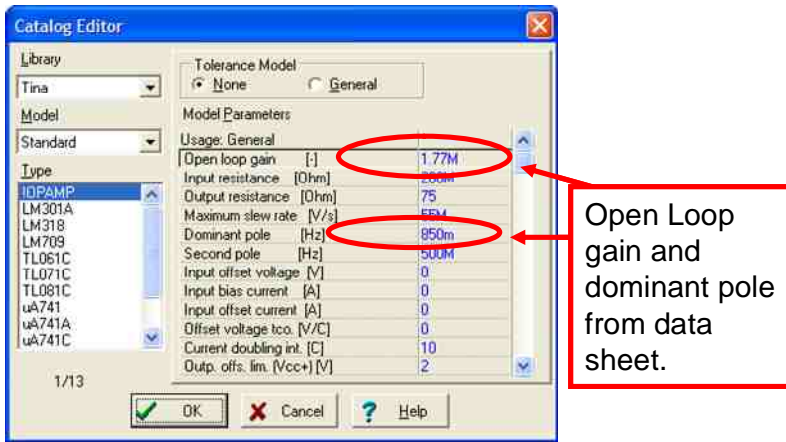 Catalog Editor
Library
Tina
Model
Standard
Type
!OPAMP
LM301A
LM318
LM709
TL061C
TL071C
TL081C
uA741
uA741A
uA741C
1/13
Tolerance Model
None General
Model Parameters
Usage: General
Open loop gain [-] 1.77M
Input resistance [Ohm] 200M
Output resistance [Ohm] 75
Maximum slew rate [V/s] 55M
Dominant pole [Hz] 850m
Second pole [Hz] 500M
Input offset voltage [V] 0
Input bias current [A] 0
Input offset current [A] 0
Offset voltage tco. [V/C] 0
Current doubling int. [C] 10
Outp. offs. lim. (Vcc+) [V] 2
OK Cancel ? Help
Open Loop
gain and
dominant pole
from data
sheet.